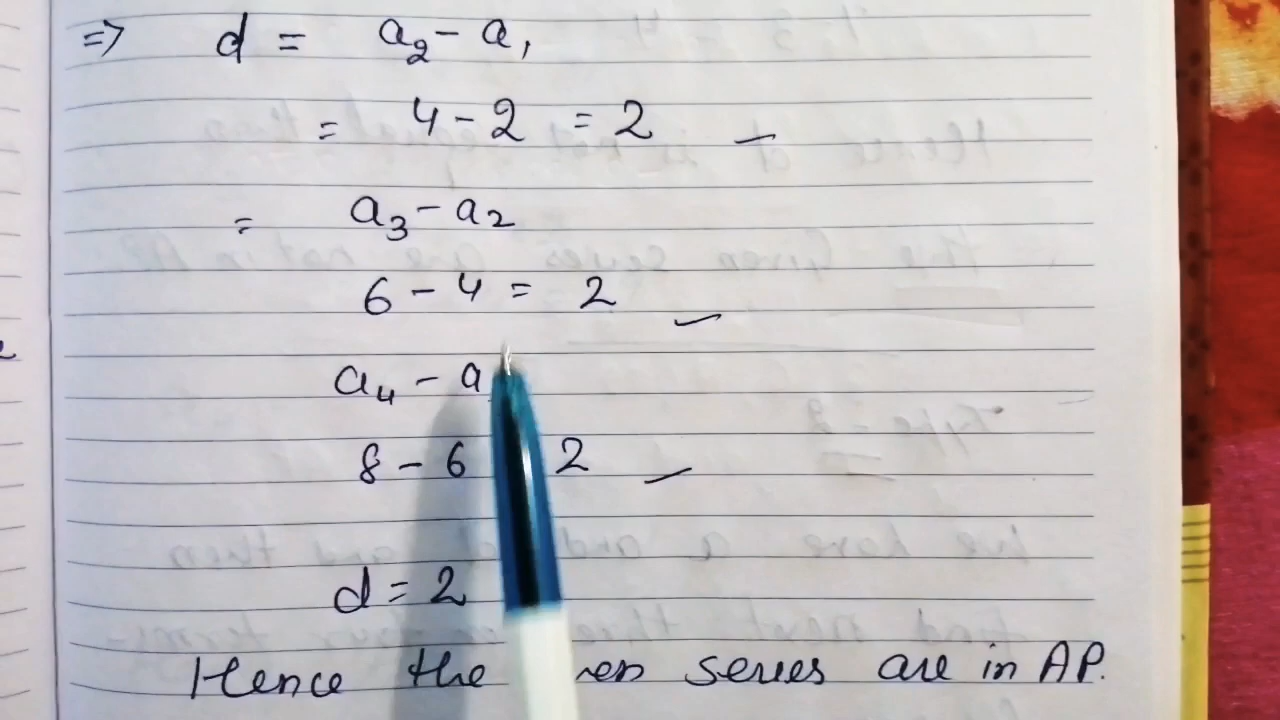 ⇒ d = a₂ - a₁
= 4 - 2 = 2
= a₃ - a₂
6 - 4 = 2
a₄ - a
8 - 6 2
d = 2
Hence the series are in AP.